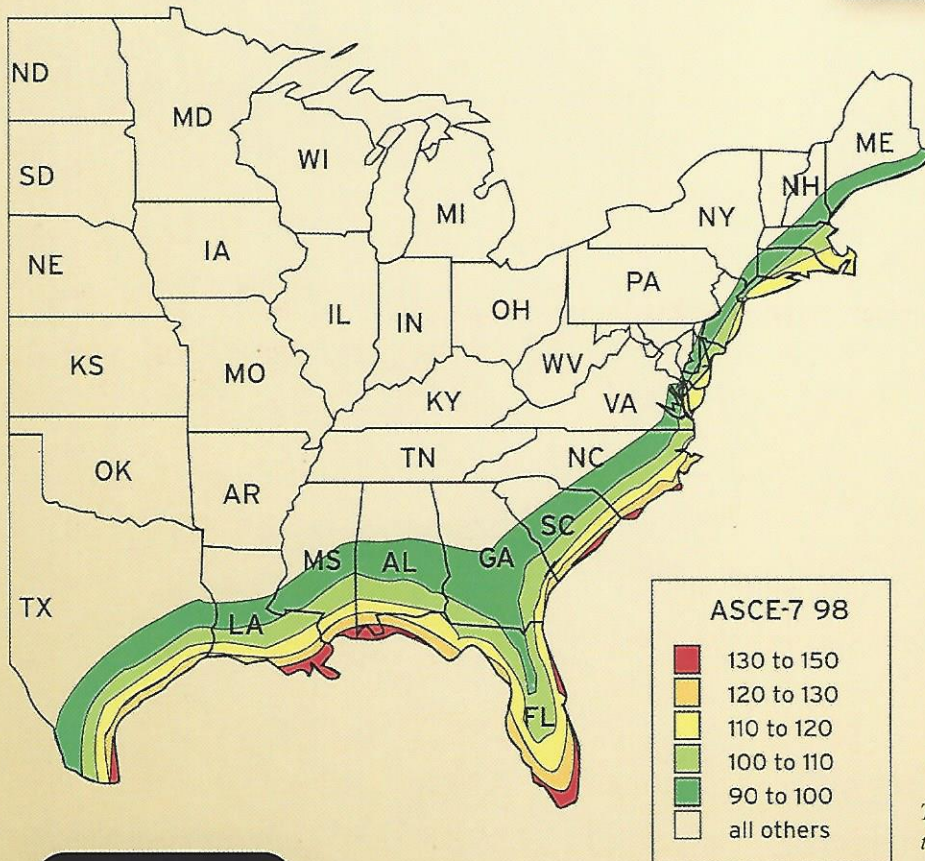 ND
MD
ME
WI
SD
NH
MI
NY
IA
NE
PA
IL
IN
OH
KS
MO
WV
KY
VA
TN
NC
OK
AR
SC
MS
AL
GA
TX
LA
FL
ASCE-7 98
130 to 150
120 to 130
110 to 120
100 to 110
90 to 100
all others